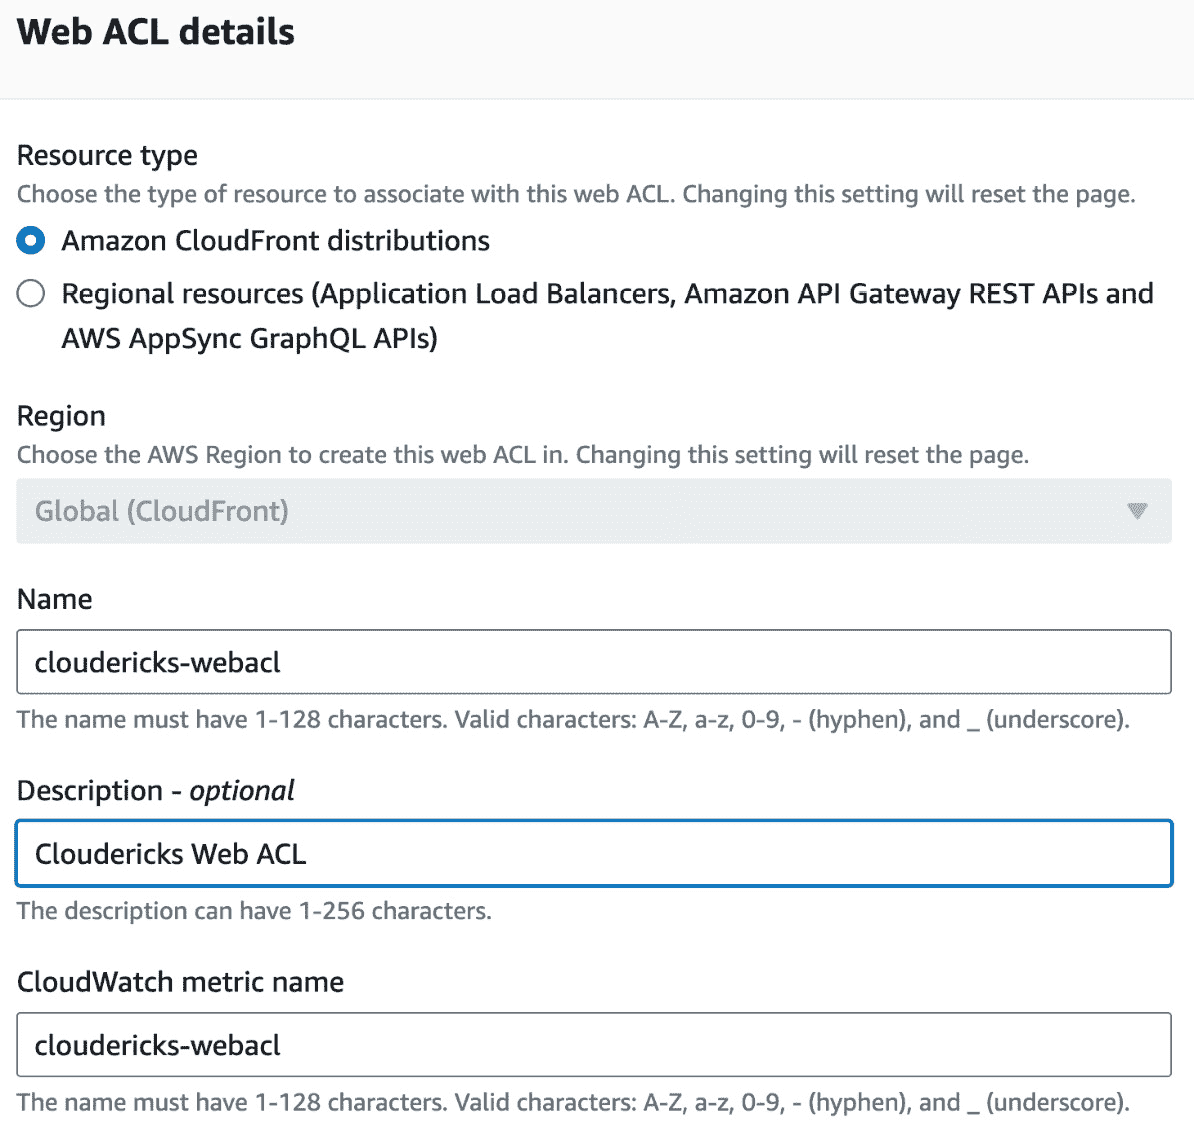 Web ACL details
Resource type
Choose the type of resource to associate with this web ACL. Changing this setting will reset the page.
Amazon CloudFront distributions
Regional resources (Application Load Balancers, Amazon API Gateway REST APIs and
AWS AppSync GraphQL APIs)
Region
Choose the AWS Region to create this web ACL in. Changing this setting will reset the page.
Global (CloudFront)
Name
cloudericks-webacl
The name must have 1-128 characters. Valid characters: A-Z, a-z, 0-9, - (hyphen), and _ (underscore).
Description - optional
Cloudericks Web ACL
The description can have 1-256 characters.
CloudWatch metric name
cloudericks-webacl
The name must have 1-128 characters. Valid characters: A-Z, a-z, 0-9, - (hyphen), and _ (underscore).